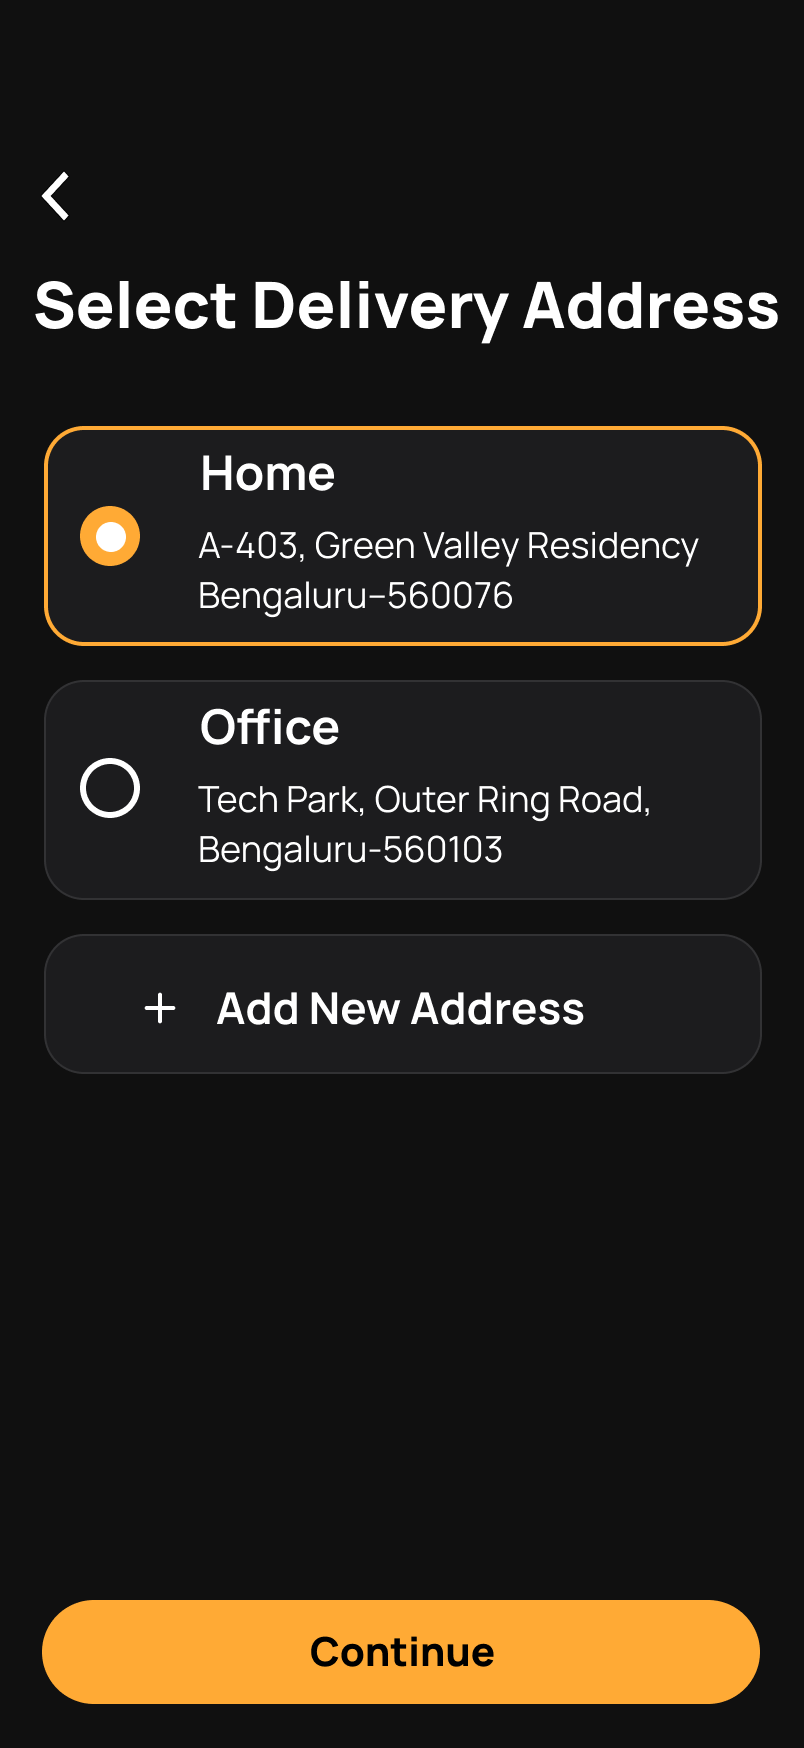 Select Delivery Address
Home
A-403, Green Valley Residency
Bengaluru–560076
Office
Tech Park, Outer Ring Road,
Bengaluru-560103
+ Add New Address
Continue